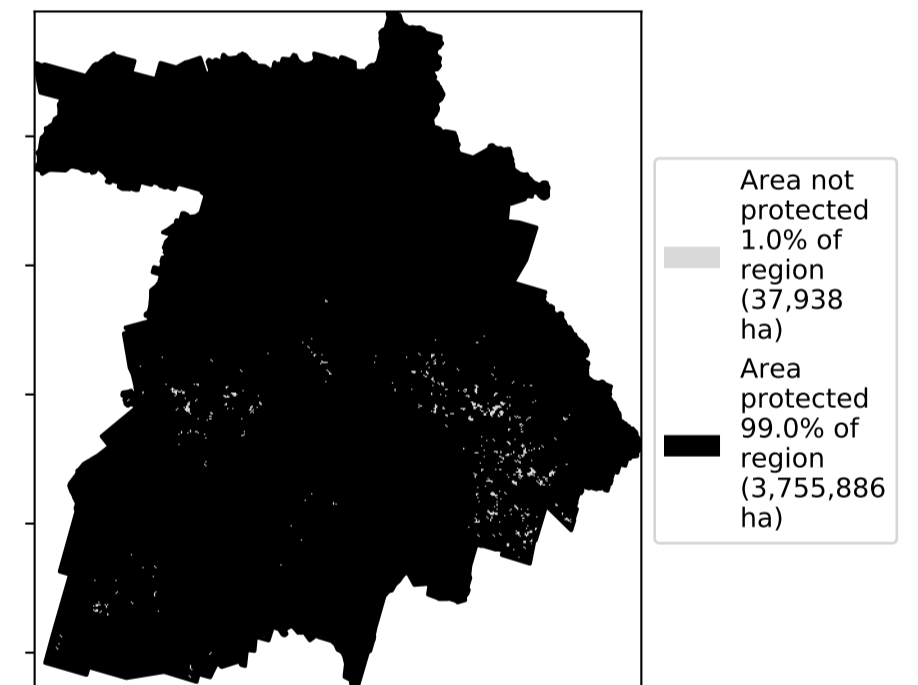 Area not
protected
1.0% of
region
(37,938
ha)
Area
protected
99.0% of
region
(3,755,886
ha)